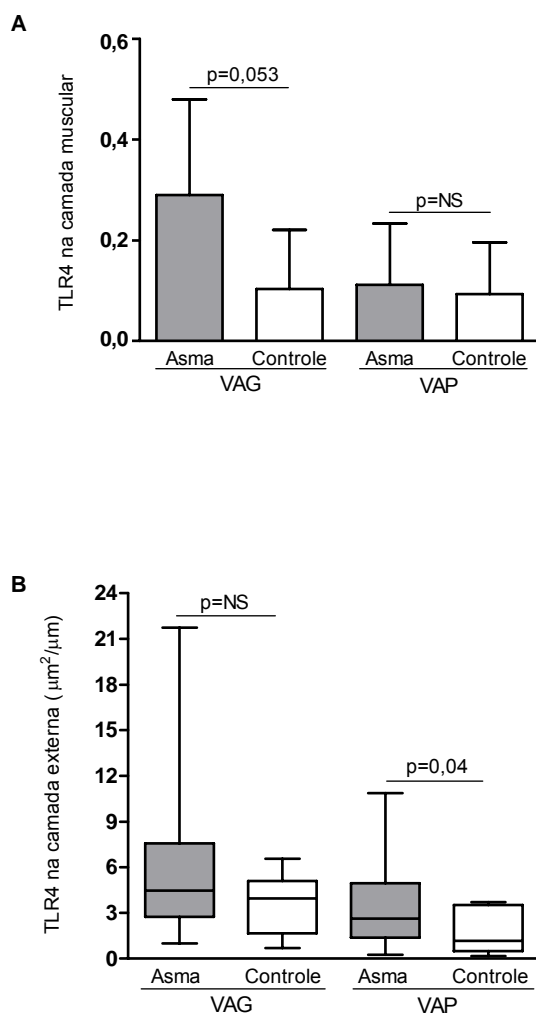 A
TLR4 na camada muscular
0,6
0,4
0,2
0,0
p=0,053
p=NS
Asma Controle Asma Controle
VAG VAP
B
TLR4 na camada externa ( μm²/μm)
24
21
18
15
12
9
6
3
0
p=NS
p=0,04
Asma Controle Asma Controle
VAG VAP